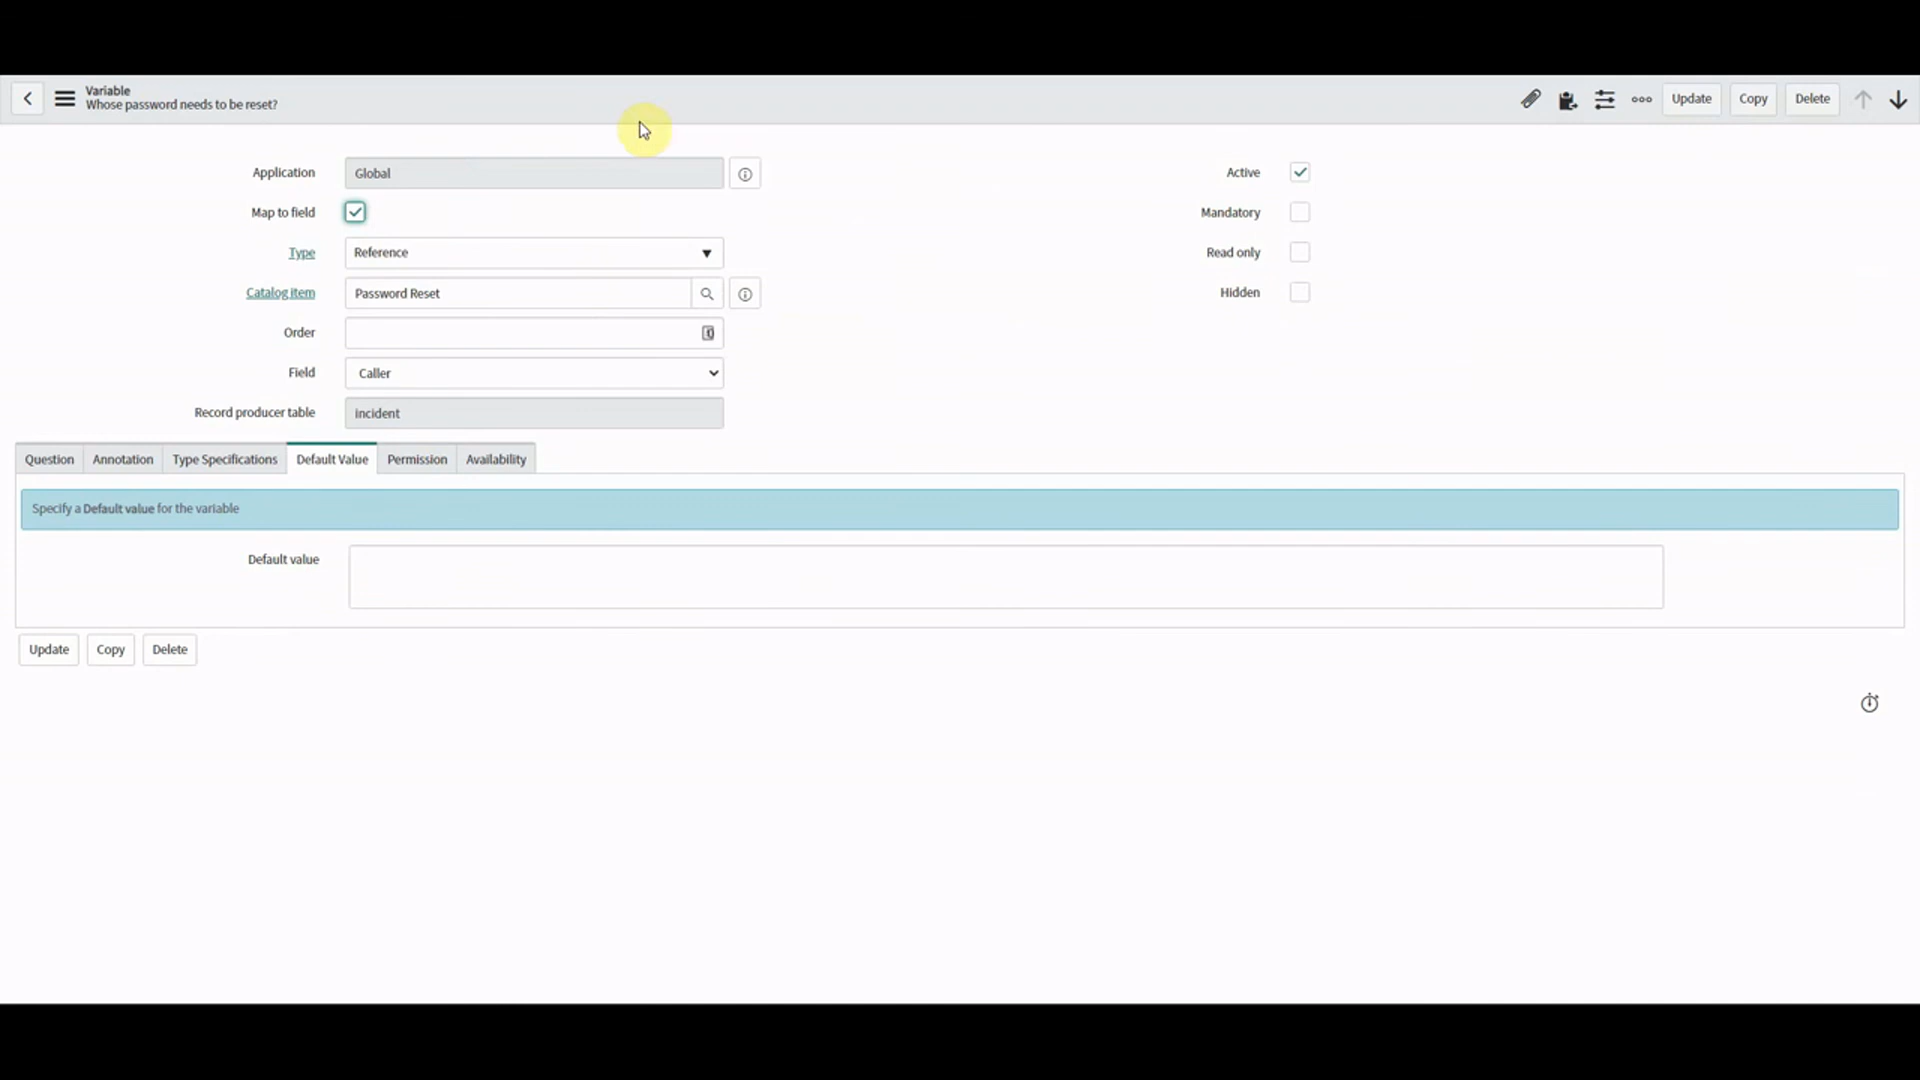 Variable
Whose password needs to be reset?
Update
Copy
Delete
Application
Global
Active
Map to field
Mandatory
Type
Reference
Read only
Catalog item
Password Reset
Hidden
Order
Field
Caller
Record producer table
incident
Question
Annotation
Type Specifications
Default Value
Permission
Availability
Specify a Default value for the variable
Default value
Update
Copy
Delete